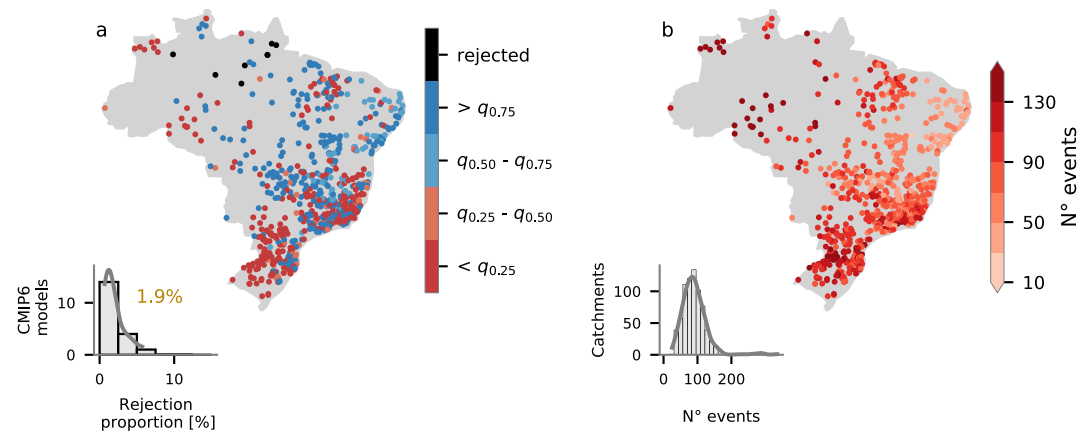 a
rejected
> q0.75
q0.50 - q0.75
q0.25 - q0.50
< q0.25
1.9%
CMIP6
models
10
0
0 10
Rejection
proportion [%]
b
130
90
50
10
N° events
Catchments
100
50
0
0 100 200
N° events